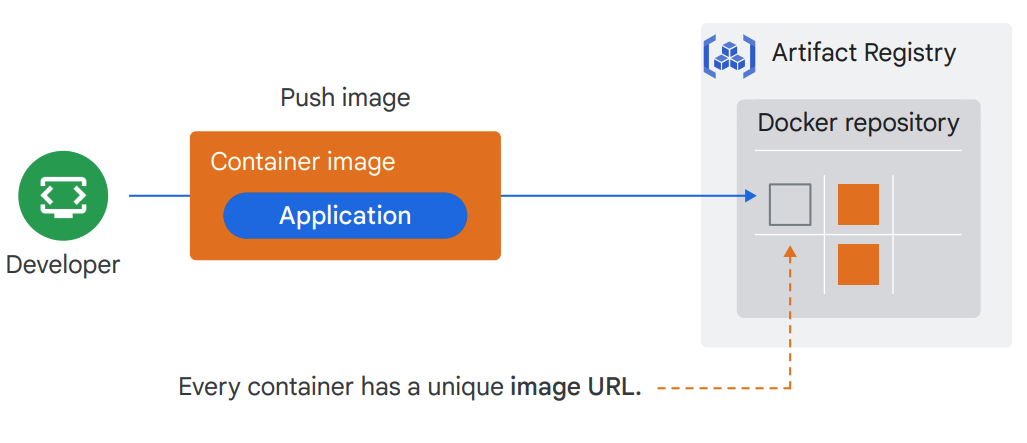 Artifact Registry
Push image
Docker repository
Container image
Application
Developer
Every container has a unique image URL.